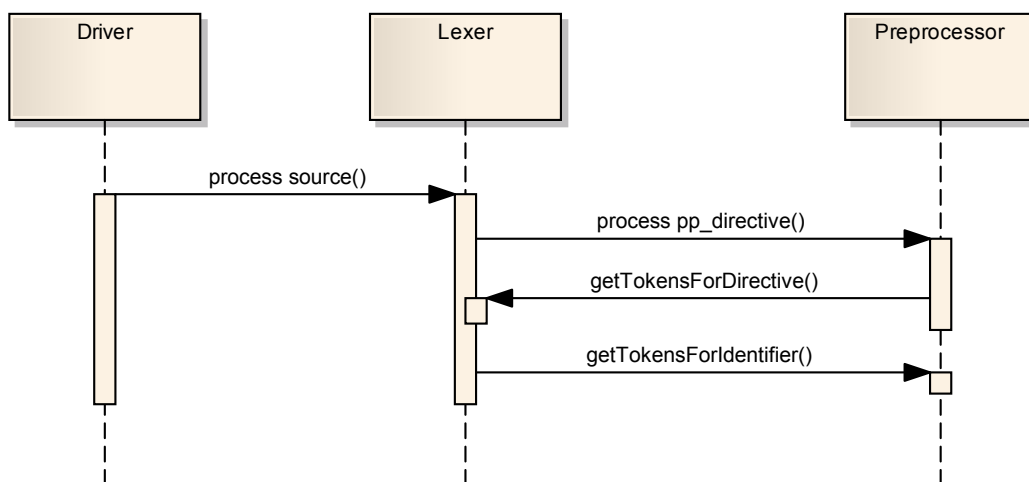 Driver
Lexer
Preprocessor
process source()
process pp_directive()
getTokensForDirective()
getTokensForIdentifier()